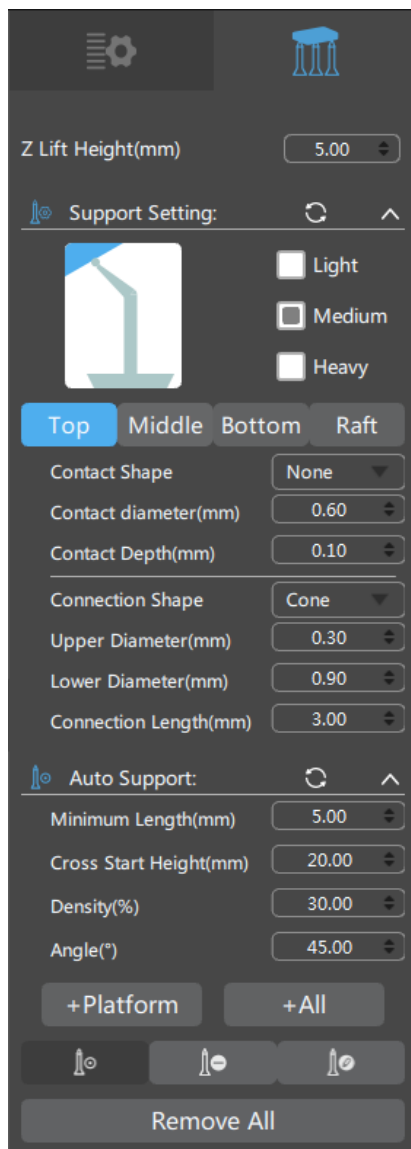 Z Lift Height(mm) 5.00
Support Setting:
Light
Medium
Heavy
Top Middle Bottom Raft
Contact Shape None
Contact diameter(mm) 0.60
Contact Depth(mm) 0.10
Connection Shape Cone
Upper Diameter(mm) 0.30
Lower Diameter(mm) 0.90
Connection Length(mm) 3.00
Auto Support:
Minimum Length(mm) 5.00
Cross Start Height(mm) 20.00
Density(%) 30.00
Angle(°) 45.00
+Platform +All
Remove All